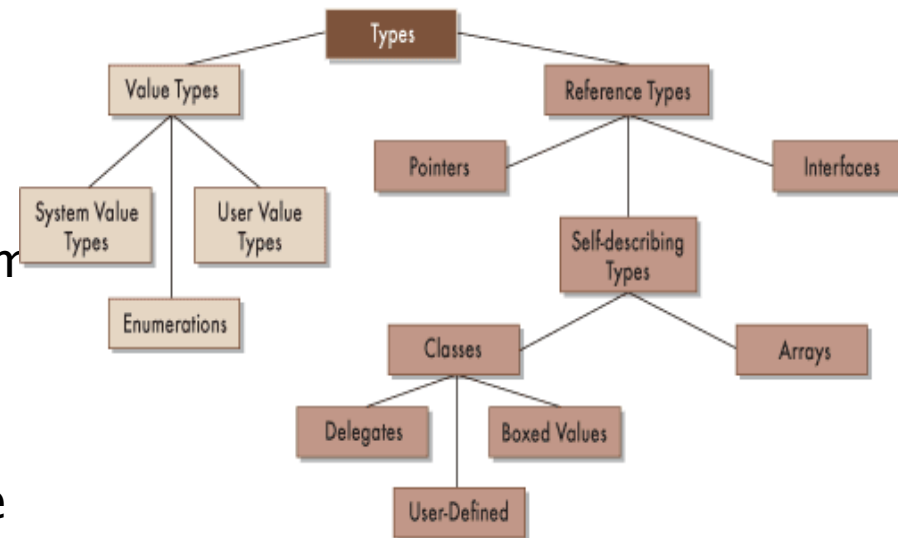 Types
Value Types
Reference Types
Pointers
Interfaces
System Value
Types
User Value
Types
Self-describing
Types
m
Enumerations
Classes
Arrays
Delegates
Boxed Values
e
User-Defined